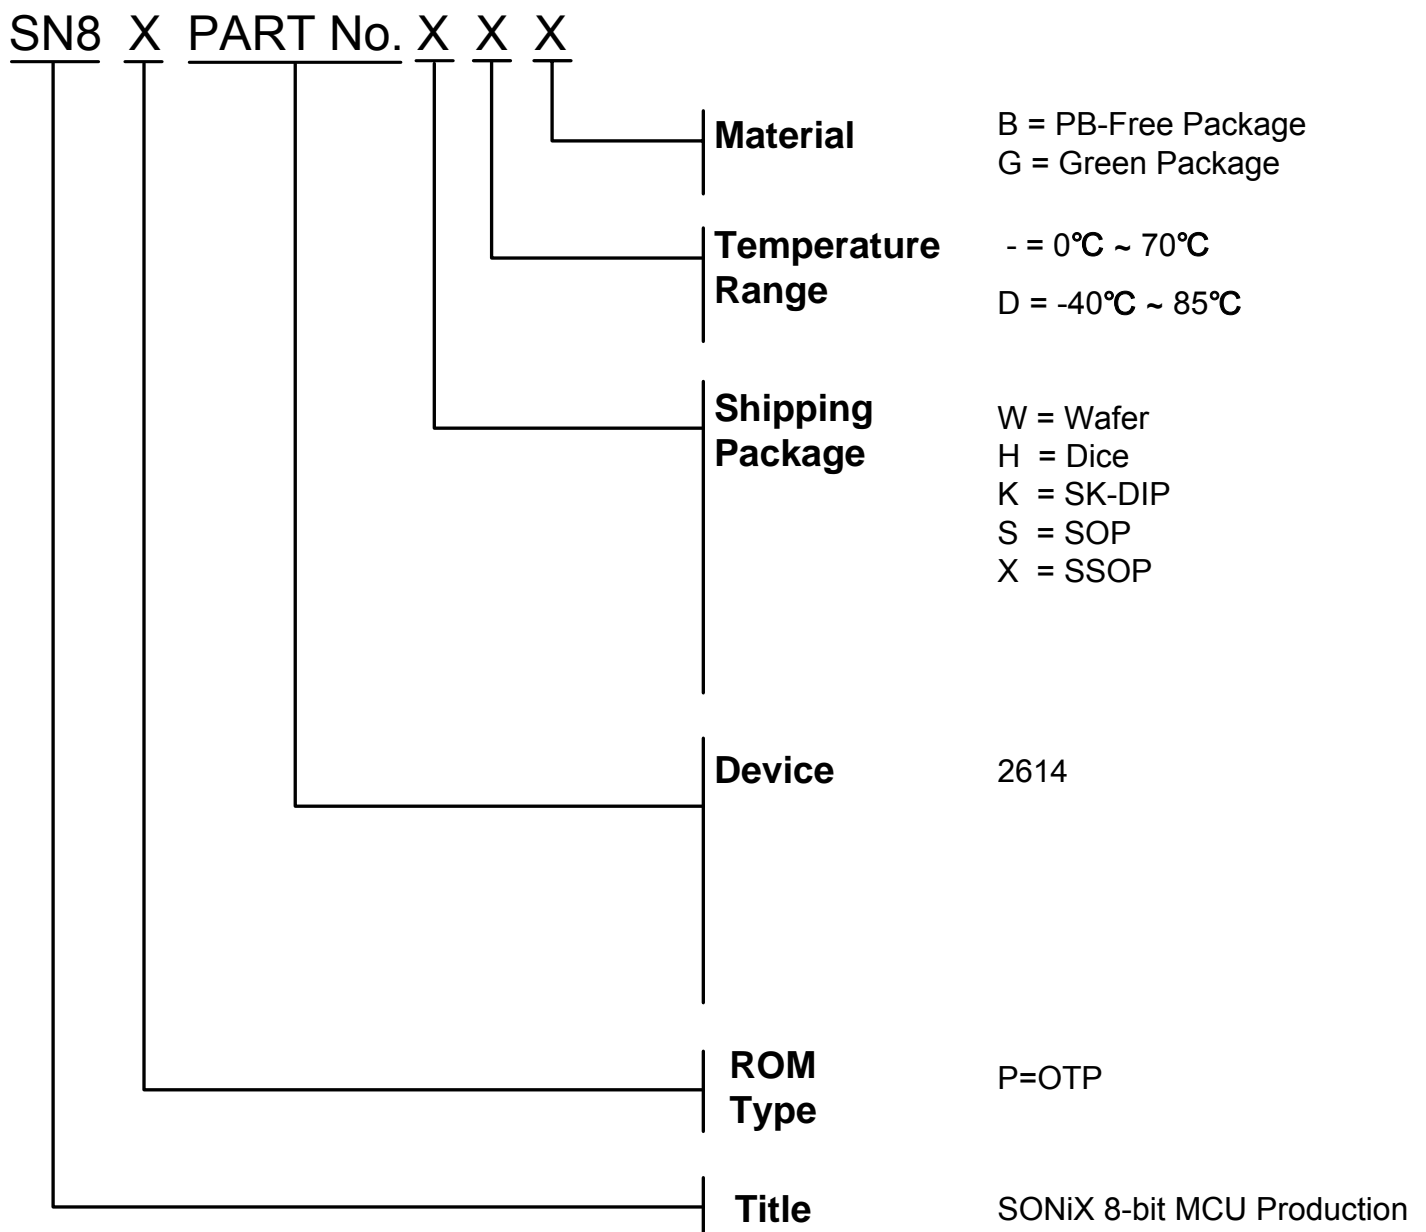 SN8 X PART No. X X X
Material
B = PB-Free Package
G = Green Package
Temperature
Range
- = 0℃ ~ 70℃
D = -40℃ ~ 85℃
Shipping
Package
W = Wafer
H = Dice
K = SK-DIP
S = SOP
X = SSOP
Device
2614
ROM
Type
P=OTP
Title
SONiX 8-bit MCU Production